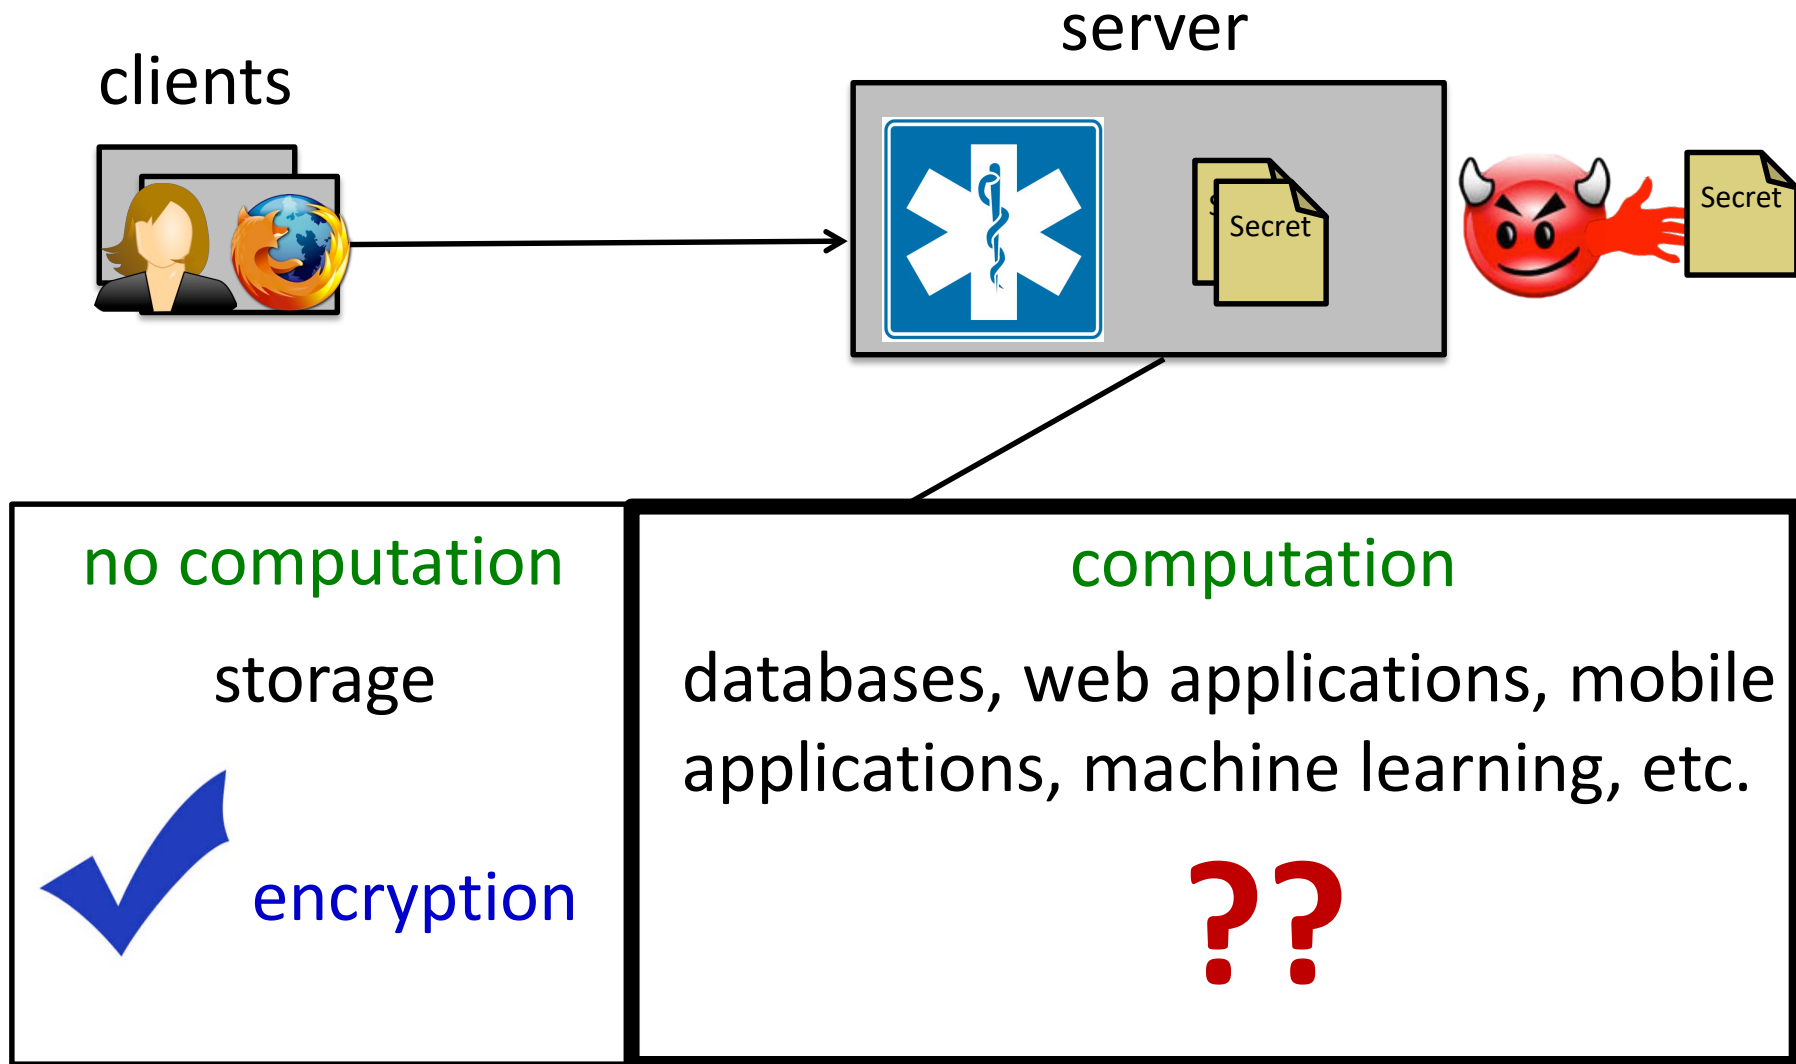 server
clients
Secret
Secret
no computation
computation
storage
databases, web applications, mobile
applications, machine learning, etc.
encryption
??